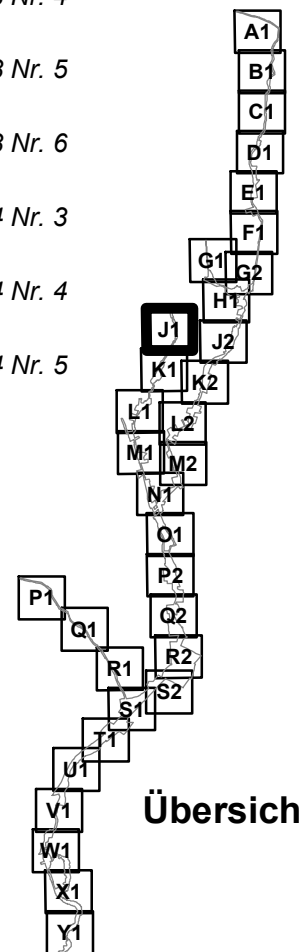 Nr. 4
Nr. 5
Nr. 6
Nr. 3
Nr. 4
Nr. 5
A1
B1
C1
D1
E1
F1
G1
G2
H1
J1
J2
K1
K2
L1
L2
M1
M2
N1
O1
P2
P1
Q2
Q1
R2
R1
S2
S1
T1
U1
V1
Übersich
W1
X1
Y1